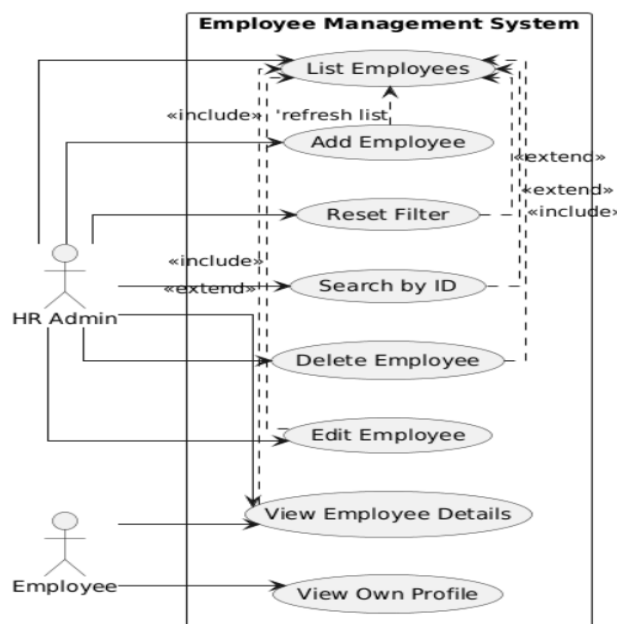 Employee Management System
List Employees
«include» 'refresh list
Add Employee
«extend»
«extend»
Reset Filter
«include»
«include»
«extend»
Search by ID
HR Admin
Delete Employee
Edit Employee
View Employee Details
Employee
View Own Profile